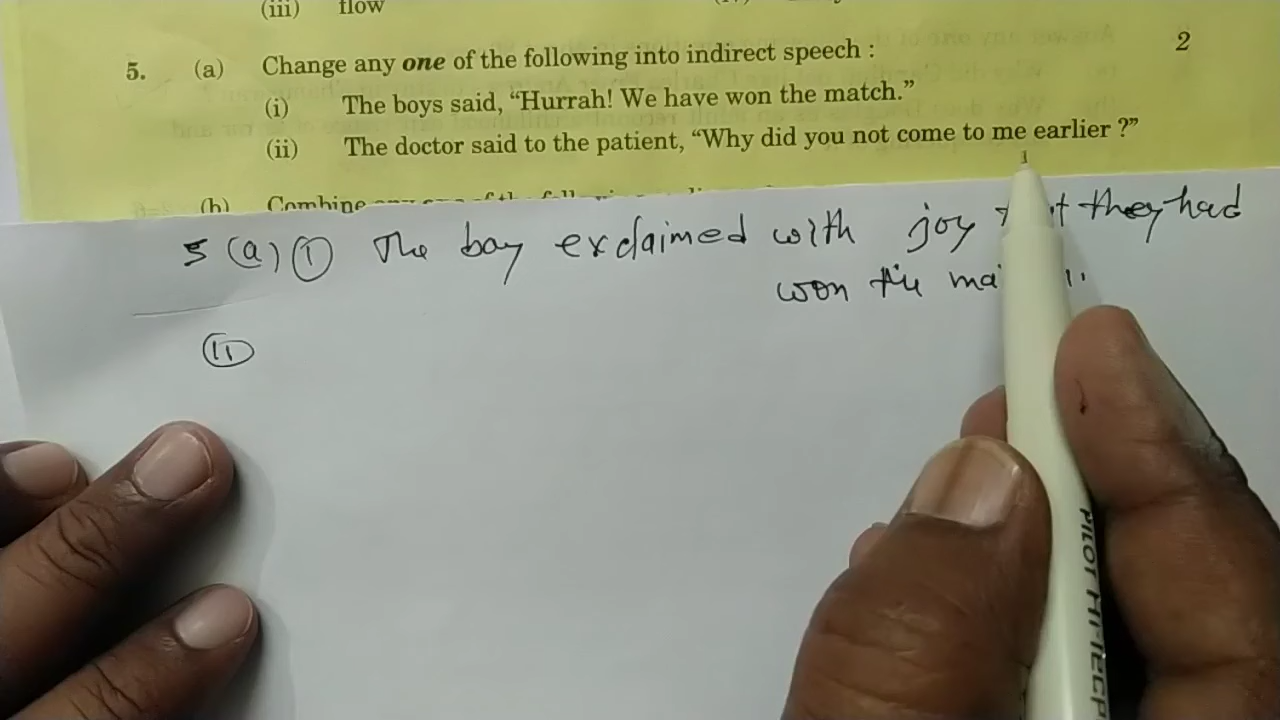 (iii) flow
5. (a) Change any one of the following into indirect speech : 2
(i) The boys said, “Hurrah! We have won the match.”
(ii) The doctor said to the patient, “Why did you not come to me earlier ?”
(b) Combine
5 (a) (i) The boy exclaimed with joy they had
won the
(ii)
PILOT HI-TECP